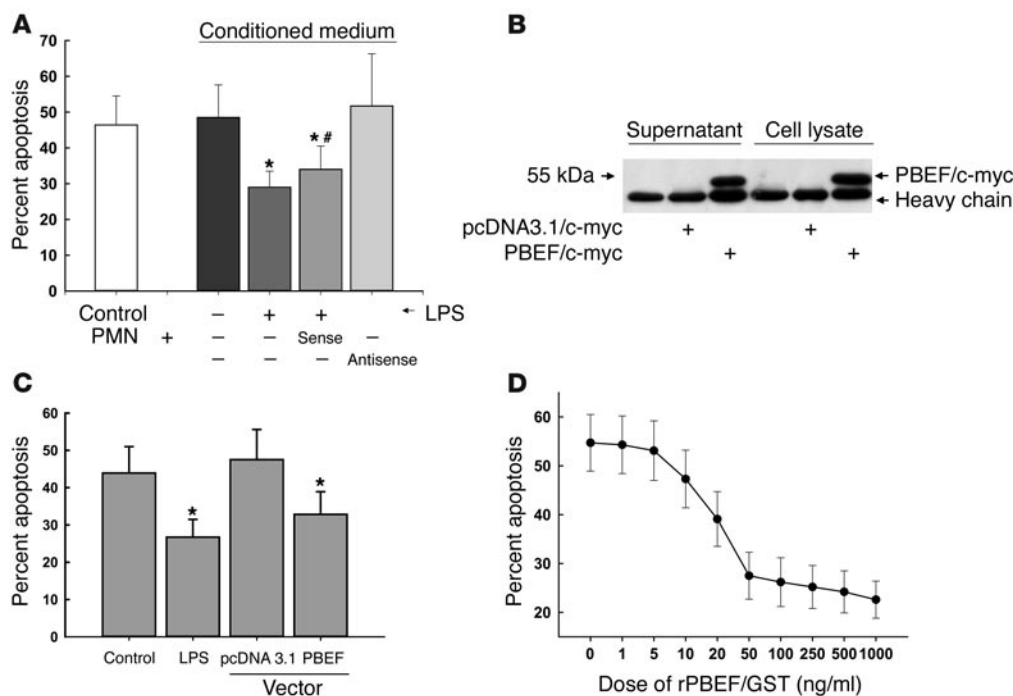 A
Conditioned medium
Percent apoptosis
70
60
50
40
30
20
10
0
*
* #
Control
PMN +
– + + ← LPS
– – Sense –
– – – Antisense
B
Supernatant Cell lysate
55 kDa → ← PBEF/c-myc
← Heavy chain
pcDNA3.1/c-myc + +
PBEF/c-myc + +
C
Percent apoptosis
60
50
40
30
20
10
0
*
*
Control LPS pcDNA 3.1 PBEF
Vector
D
Percent apoptosis
60
50
40
30
20
0 1 5 10 20 50 100 250 500 1000
Dose of rPBEF/GST (ng/ml)